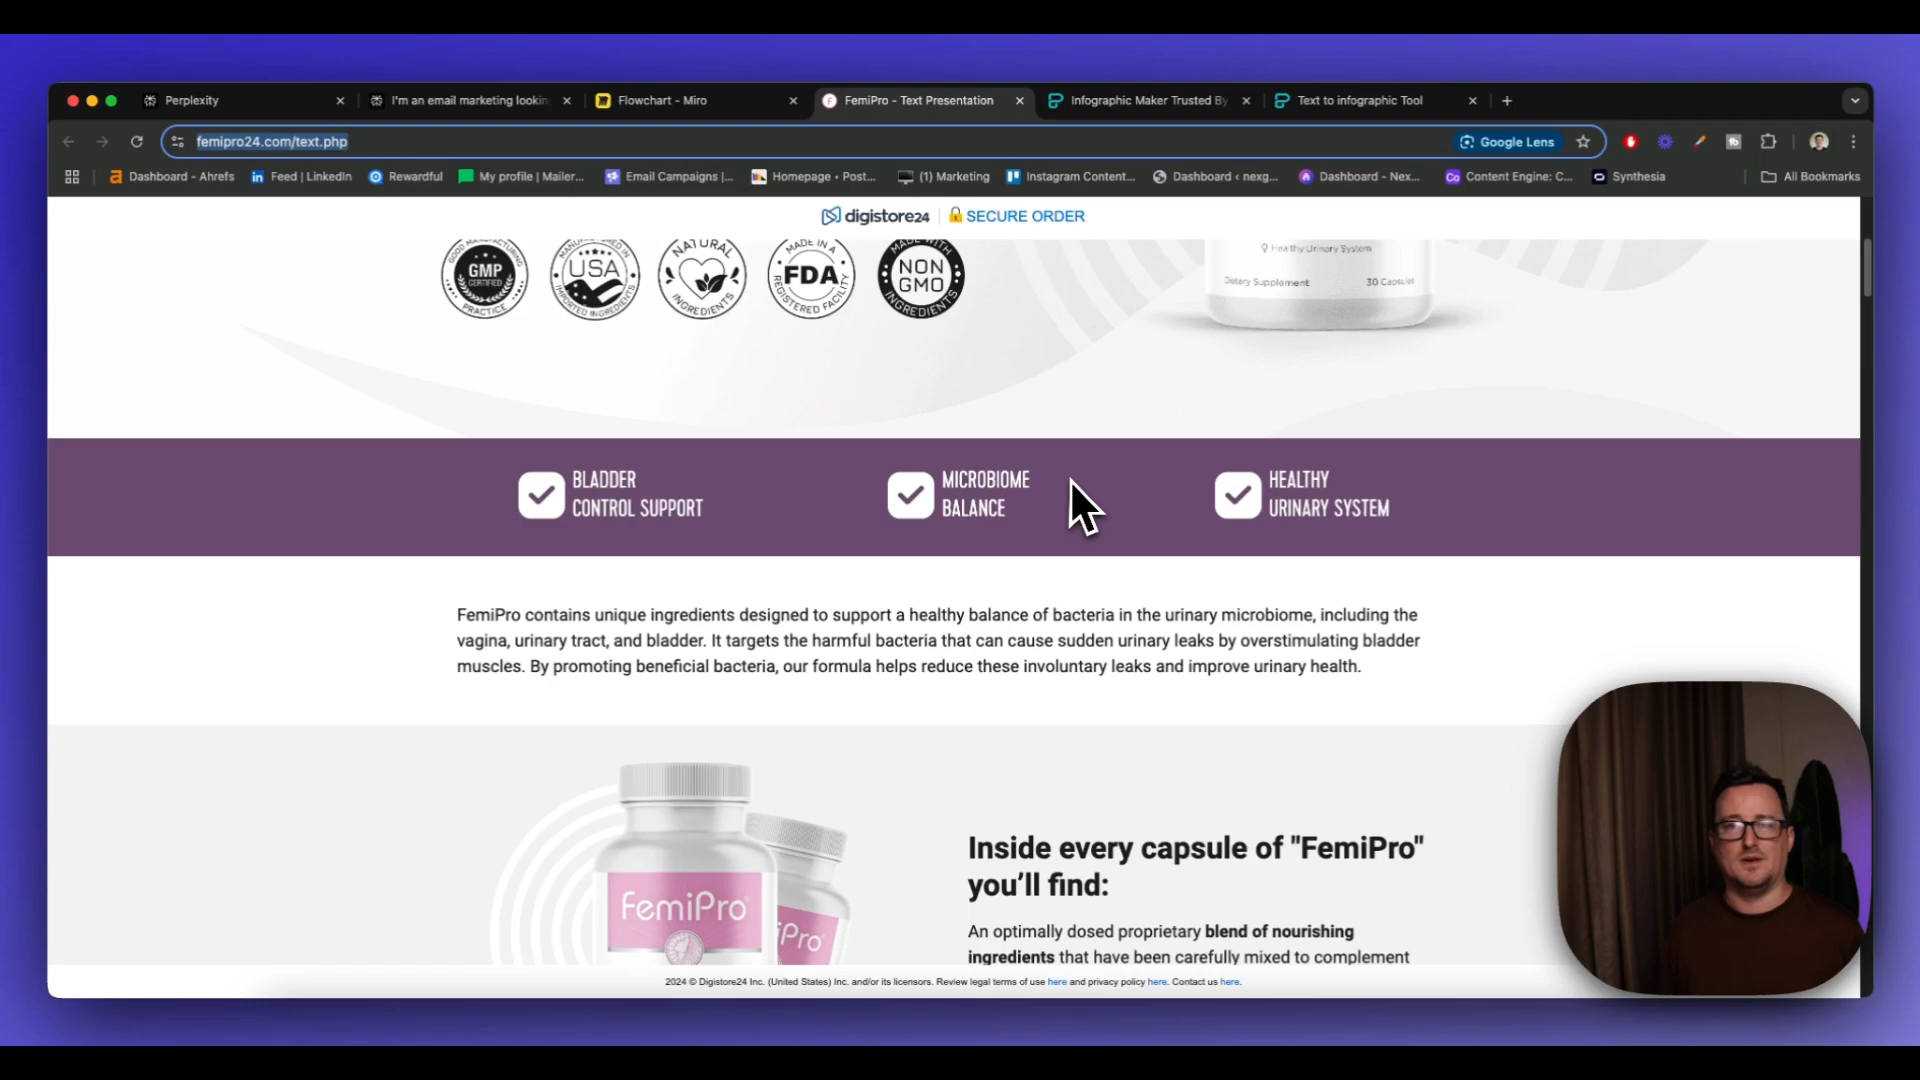 Perplexity
I'm an email marketing lookin
Flowchart - Miro
FemiPro - Text Presentation
Infographic Maker Trusted By
Text to infographic Tool
femipro24.com/text.php
Google Lens
Dashboard - Ahrefs
Feed | LinkedIn
Rewardful
My profile | Mailer...
Email Campaigns |...
Homepage • Post...
(1) Marketing
Instagram Content...
Dashboard ‹ nexg...
Dashboard - Nex...
Content Engine: C...
Synthesia
All Bookmarks
digistore24
SECURE ORDER
GOOD MANUFACTURING
GMP
CERTIFIED
PRACTICE
MANUFACTURED IN
USA
IMPORTED INGREDIENTS
NATURAL
INGREDIENTS
MADE IN A
FDA
REGISTERED FACILITY
MADE WITH
NON
GMO
INGREDIENTS
Healthy Urinary System
Dietary Supplement
30 Capsules
BLADDER
CONTROL SUPPORT
MICROBIOME
BALANCE
HEALTHY
URINARY SYSTEM
FemiPro contains unique ingredients designed to support a healthy balance of bacteria in the urinary microbiome, including the
vagina, urinary tract, and bladder. It targets the harmful bacteria that can cause sudden urinary leaks by overstimulating bladder
muscles. By promoting beneficial bacteria, our formula helps reduce these involuntary leaks and improve urinary health.
FemiPro
iPro
Inside every capsule of "FemiPro"
you'll find:
An optimally dosed proprietary blend of nourishing
ingredients that have been carefully mixed to complement
2024 © Digistore24 Inc. (United States) Inc. and/or its licensors. Review legal terms of use here and privacy policy here. Contact us here.